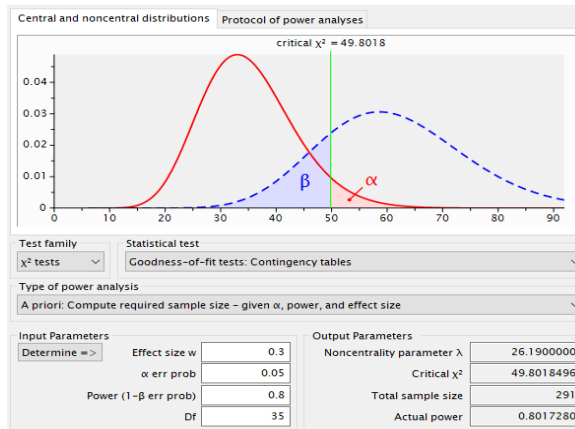 Central and noncentral distributions Protocol of power analyses
critical χ² = 49.8018
0.04
0.03
0.02
0.01
0
β
α
0 10 20 30 40 50 60 70 80 90
Test family Statistical test
χ² tests Goodness-of-fit tests: Contingency tables
Type of power analysis
A priori: Compute required sample size – given α, power, and effect size
Input Parameters Output Parameters
Determine => Effect size w 0.3 Noncentrality parameter λ 26.1900000
α err prob 0.05 Critical χ² 49.8018496
Power (1-β err prob) 0.8 Total sample size 291
Df 35 Actual power 0.8017280